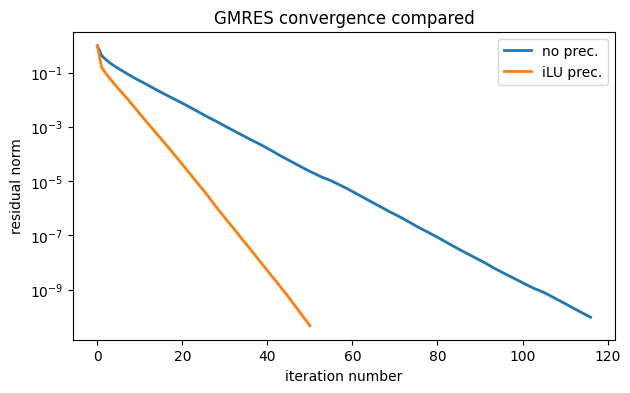 GMRES convergence compared
no prec.
iLU prec.
residual norm
10⁻¹
10⁻³
10⁻⁵
10⁻⁷
10⁻⁹
0 20 40 60 80 100 120
iteration number